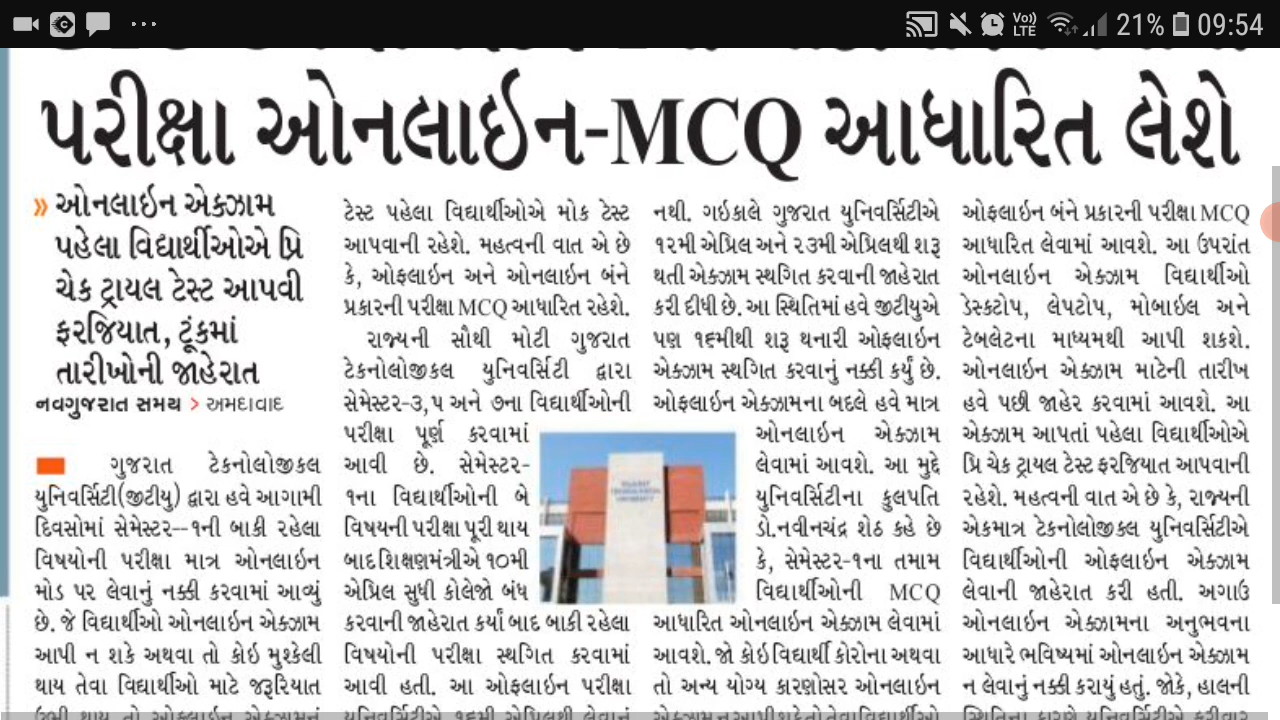 21% 09:54
પરીક્ષા ઓનલાઇન-MCQ આધારિત લેશે
» ઓનલાઇન એક્ઝામ
પહેલા વિદ્યાર્થીઓએ પ્રિ
ચેક ટ્રાયલ ટેસ્ટ આપવી
ફરજિયાત, ટૂંકમાં
તારીખોની જાહેરાત
નવગુજરાત સમય > અમદાવાદ
ગુજરાત ટેકનોલોજીકલ
યુનિવર્સિટી(જીટીયુ) દ્વારા હવે આગામી
દિવસોમાં સેમેસ્ટર--૧ની બાકી રહેલા
વિષયોની પરીક્ષા માત્ર ઓનલાઇન
મોડ પર લેવાનું નક્કી કરવામાં આવ્યું
છે. જે વિદ્યાર્થીઓ ઓનલાઇન એક્ઝામ
આપી ન શકે અથવા તો કોઇ મુશ્કેલી
થાય તેવા વિદ્યાર્થીઓ માટે જરૂરિયાત
ટેસ્ટ પહેલા વિદ્યાર્થીઓએ મોક ટેસ્ટ
આપવાની રહેશે. મહત્વની વાત એ છે
કે, ઓફલાઇન અને ઓનલાઇન બંને
પ્રકારની પરીક્ષા MCQ આધારિત રહેશે.
રાજ્યની સૌથી મોટી ગુજરાત
ટેકનોલોજીકલ યુનિવર્સિટી દ્વારા
સેમેસ્ટર-૩,૫ અને ૭ના વિદ્યાર્થીઓની
પરીક્ષા પૂર્ણ કરવામાં
આવી છે. સેમેસ્ટર-
૧ના વિદ્યાર્થીઓની બે
વિષયની પરીક્ષા પૂરી થાય
બાદ શિક્ષણમંત્રીએ ૧૦મી
એપ્રિલ સુધી કોલેજો બંધ
કરવાની જાહેરાત કર્યા બાદ બાકી રહેલા
વિષયોની પરીક્ષા સ્થગિત કરવામાં
આવી હતી. આ ઓફલાઇન પરીક્ષા
નથી. ગઇકાલે ગુજરાત યુનિવર્સિટીએ
૧૨મી એપ્રિલ અને ૨૩મી એપ્રિલથી શરૂ
થતી એક્ઝામ સ્થગિત કરવાની જાહેરાત
કરી દીધી છે. આ સ્થિતિમાં હવે જીટીયુએ
પણ ૧૬મીથી શરૂ થનારી ઓફલાઇન
એક્ઝામ સ્થગિત કરવાનું નક્કી કર્યું છે.
ઓફલાઇન એક્ઝામના બદલે હવે માત્ર
ઓનલાઇન એક્ઝામ
લેવામાં આવશે. આ મુદ્દે
યુનિવર્સિટીના કુલપતિ
ડો.નવીનચંદ્ર શેઠ કહે છે
કે, સેમેસ્ટર-૧ના તમામ
વિદ્યાર્થીઓની MCQ
આધારિત ઓનલાઇન એક્ઝામ લેવામાં
આવશે. જો કોઇ વિદ્યાર્થી કોરોના અથવા
તો અન્ય યોગ્ય કારણોસર ઓનલાઇન
ઓફલાઇન બંને પ્રકારની પરીક્ષા MCQ
આધારિત લેવામાં આવશે. આ ઉપરાંત
ઓનલાઇન એક્ઝામ વિદ્યાર્થીઓ
ડેસ્કટોપ, લેપટોપ, મોબાઇલ અને
ટેબલેટના માધ્યમથી આપી શકશે.
ઓનલાઇન એક્ઝામ માટેની તારીખ
હવે પછી જાહેર કરવામાં આવશે. આ
એક્ઝામ આપતાં પહેલા વિદ્યાર્થીઓએ
પ્રિ ચેક ટ્રાયલ ટેસ્ટ ફરજિયાત આપવાની
રહેશે. મહત્વની વાત એ છે કે, રાજ્યની
એકમાત્ર ટેકનોલોજીકલ યુનિવર્સિટીએ
વિદ્યાર્થીઓની ઓફલાઇન એક્ઝામ
લેવાની જાહેરાત કરી હતી. અગાઉ
ઓનલાઇન એક્ઝામના અનુભવના
આધારે ભવિષ્યમાં ઓનલાઇન એક્ઝામ
ન લેવાનું નક્કી કરાયું હતું. જોકે, હાલની